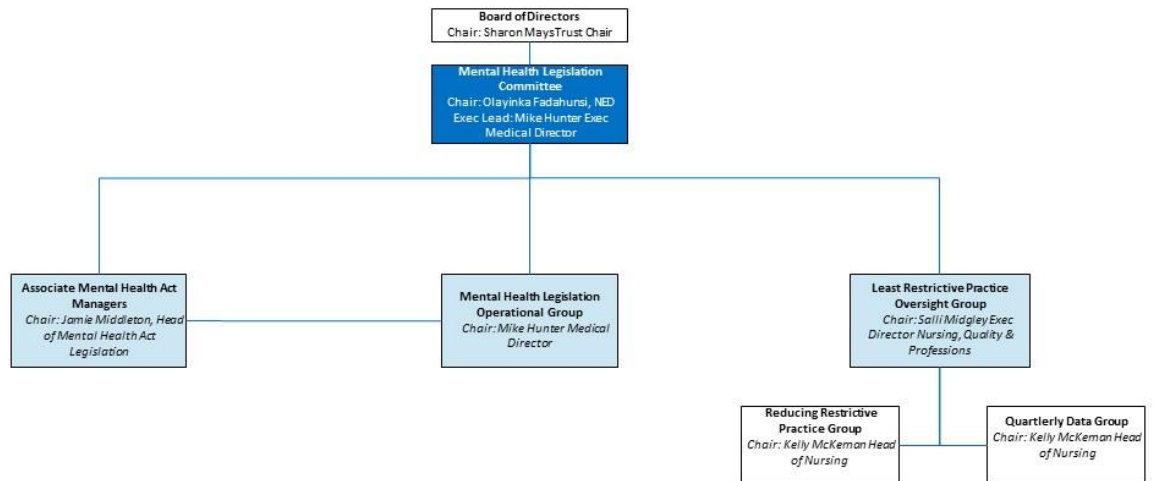 Board of Directors
Chair: Sharon MaysTrust Chair
Mental Health Legislation
Committee
Chair: Olayinka Fadahunsi, NED
Exec Lead: Mike Hunter Exec
Medical Director
Associate Mental Health Act
Managers
Chair: Jamie Middleton, Head
of Mental Health Act
Legislation
Mental Health Legislation
Operational Group
Chair: Mike Hunter Medical
Director
Least Restrictive Practice
Oversight Group
Chair: Salli Midgley Exec
Director Nursing, Quality &
Professions
Reducing Restrictive
Practice Group
Chair: Kelly McKernan Head
of Nursing
Quartlerly Data Group
Chair: Kelly McKernan Head
of Nursing